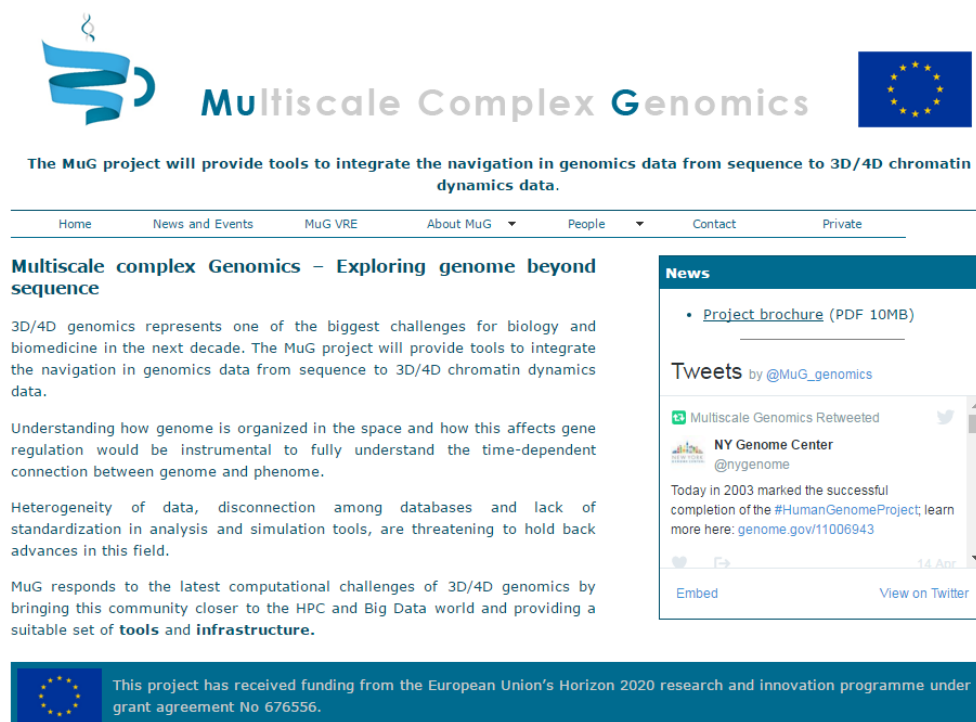 Multiscale Complex Genomics
The MuG project will provide tools to integrate the navigation in genomics data from sequence to 3D/4D chromatin
dynamics data.
Home News and Events MuG VRE About MuG People Contact Private
Multiscale complex Genomics – Exploring genome beyond
sequence
3D/4D genomics represents one of the biggest challenges for biology and
biomedicine in the next decade. The MuG project will provide tools to integrate
the navigation in genomics data from sequence to 3D/4D chromatin dynamics
data.
Understanding how genome is organized in the space and how this affects gene
regulation would be instrumental to fully understand the time-dependent
connection between genome and phenome.
Heterogeneity of data, disconnection among databases and lack of
standardization in analysis and simulation tools, are threatening to hold back
advances in this field.
MuG responds to the latest computational challenges of 3D/4D genomics by
bringing this community closer to the HPC and Big Data world and providing a
suitable set of tools and infrastructure.
News
• Project brochure (PDF 10MB)
Tweets by @MuG_genomics
Multiscale Genomics Retweeted
NY Genome Center
@nygenome
Today in 2003 marked the successful
completion of the #HumanGenomeProject; learn
more here: genome.gov/11006943
14 Apr
Embed View on Twitter
This project has received funding from the European Union's Horizon 2020 research and innovation programme under
grant agreement No 676556.